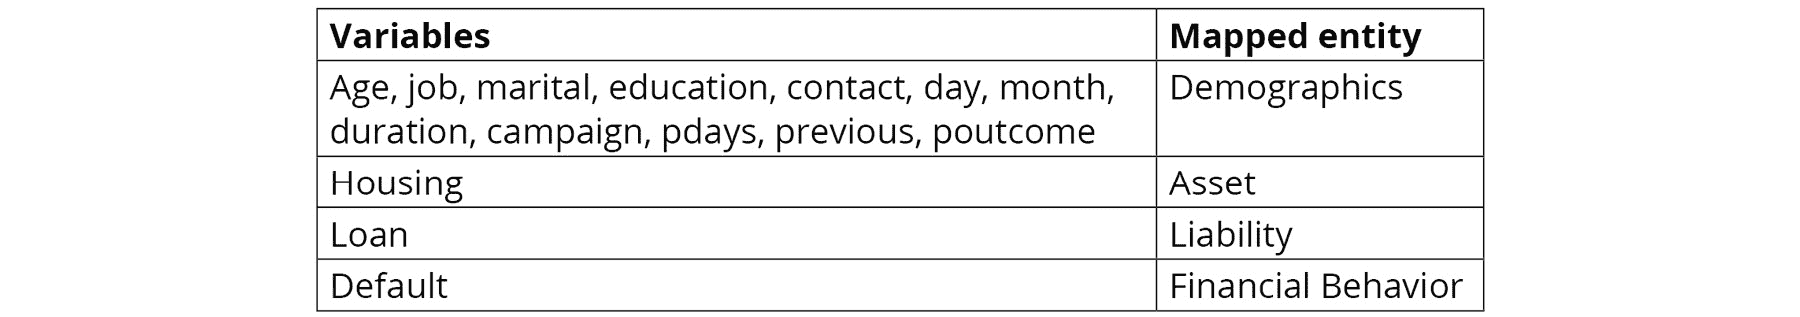 Variables Mapped entity
Age, job, marital, education, contact, day, month, Demographics
duration, campaign, pdays, previous, poutcome
Housing Asset
Loan Liability
Default Financial Behavior